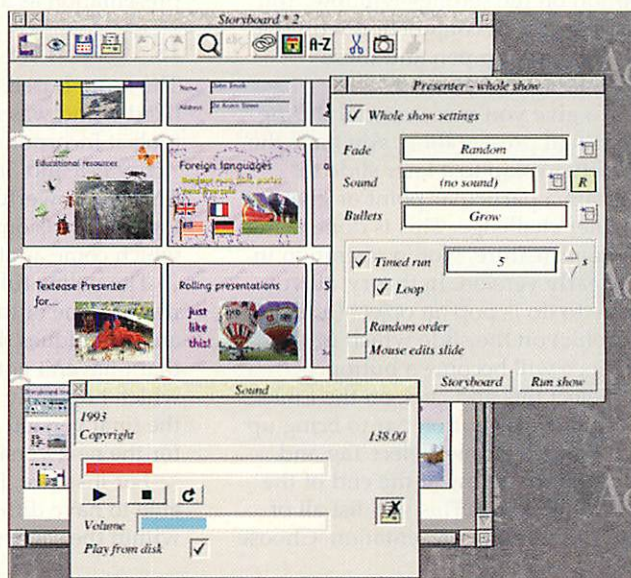 Storyboard * 2
A-Z
Name John Smith
Address
Educational resources
Foreign languages
Textease Presenter for...
Rolling presentations
just
like
this!
Presenter - whole show
Whole show settings
Fade Random
Sound (no sound) R
Bullets Grow
Timed run 5 s
Loop
Random order
Mouse edits slide
Storyboard Run show
Sound
1993
Copyright 138.00
Volume
Play from disk